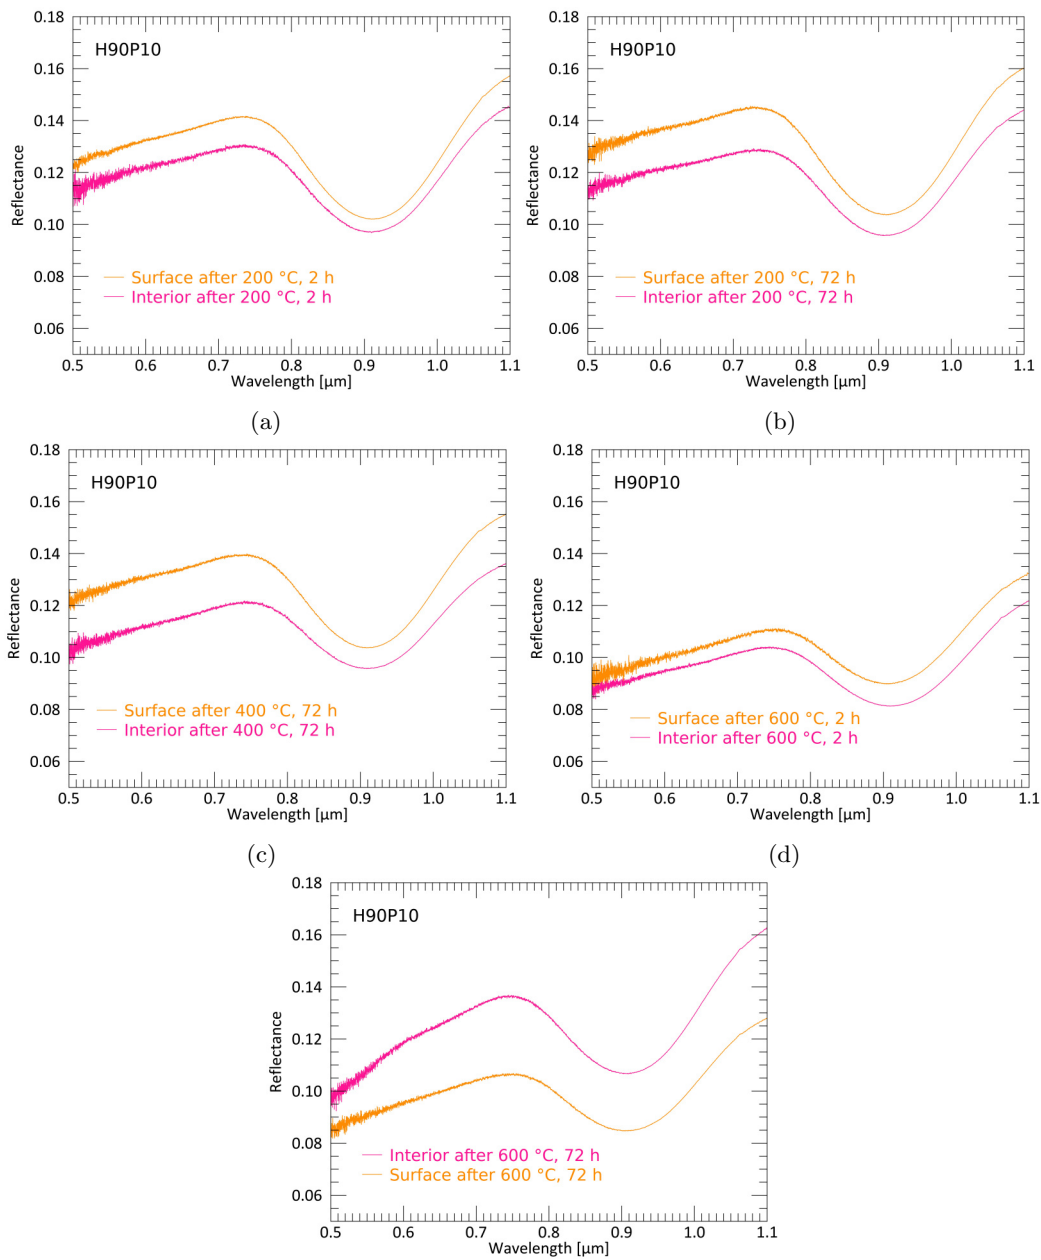 H90P10
Reflectance
0.18
0.16
0.14
0.12
0.10
0.08
0.06
Surface after 200 °C, 2 h
Interior after 200 °C, 2 h
0.5 0.6 0.7 0.8 0.9 1.0 1.1
Wavelength [µm]
(a)
H90P10
Reflectance
0.18
0.16
0.14
0.12
0.10
0.08
0.06
Surface after 200 °C, 72 h
Interior after 200 °C, 72 h
0.5 0.6 0.7 0.8 0.9 1.0 1.1
Wavelength [µm]
(b)
H90P10
Reflectance
0.18
0.16
0.14
0.12
0.10
0.08
0.06
Surface after 400 °C, 72 h
Interior after 400 °C, 72 h
0.5 0.6 0.7 0.8 0.9 1.0 1.1
Wavelength [µm]
(c)
H90P10
Reflectance
0.18
0.16
0.14
0.12
0.10
0.08
0.06
Surface after 600 °C, 2 h
Interior after 600 °C, 2 h
0.5 0.6 0.7 0.8 0.9 1.0 1.1
Wavelength [µm]
(d)
H90P10
Reflectance
0.18
0.16
0.14
0.12
0.10
0.08
0.06
Interior after 600 °C, 72 h
Surface after 600 °C, 72 h
0.5 0.6 0.7 0.8 0.9 1.0 1.1
Wavelength [µm]